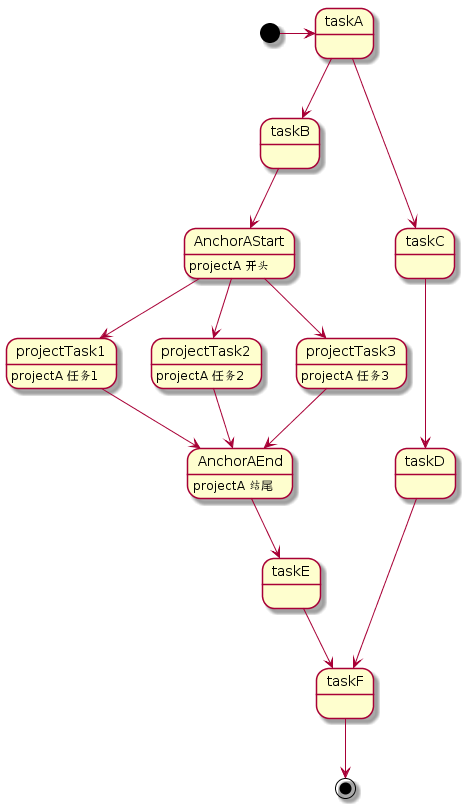 taskA
taskB
AnchorAStart
projectA 开头
taskC
projectTask1
projectA 任务1
projectTask2
projectA 任务2
projectTask3
projectA 任务3
AnchorAEnd
projectA 结尾
taskD
taskE
taskF